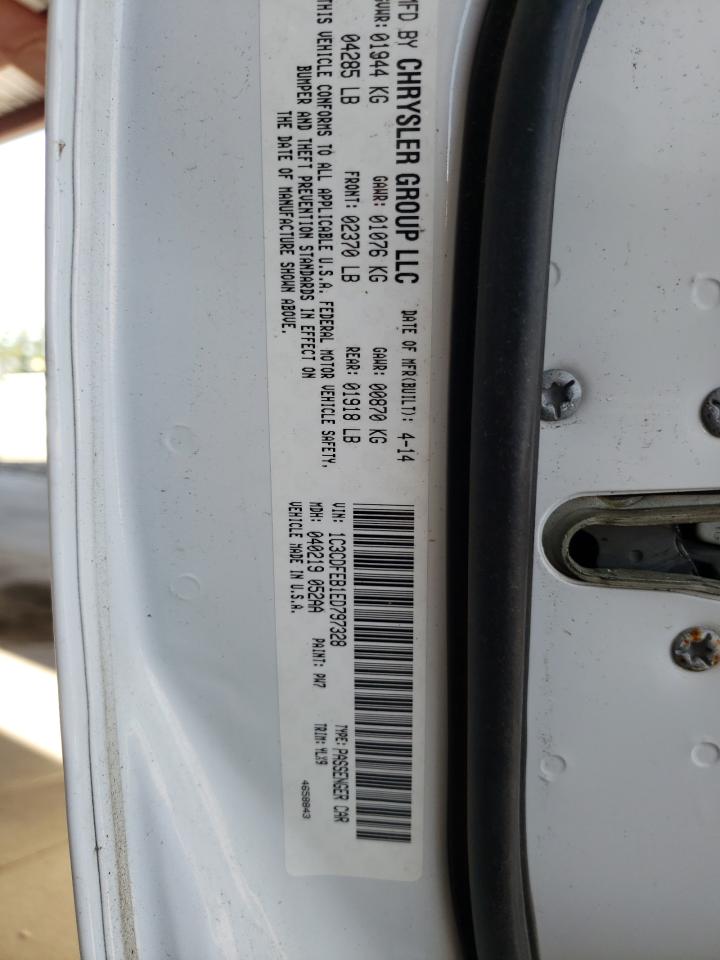 MFD BY CHRYSLER GROUP LLC DATE OF MFR(BUILT): 4-14
GVWR: 01944 KG GAWR: 01076 KG GAWR: 00870 KG
04285 LB FRONT: 02370 LB REAR: 01918 LB
THIS VEHICLE CONFORMS TO ALL APPLICABLE U.S.A. FEDERAL MOTOR VEHICLE SAFETY,
BUMPER AND THEFT PREVENTION STANDARDS IN EFFECT ON
THE DATE OF MANUFACTURE SHOWN ABOVE.
VIN: 1C3CDFEB1ED797328 TYPE: PASSENGER CAR
MDH: 040219 052AA PAINT: PW7 TRIM: YLX9
VEHICLE MADE IN U.S.A. 4658843